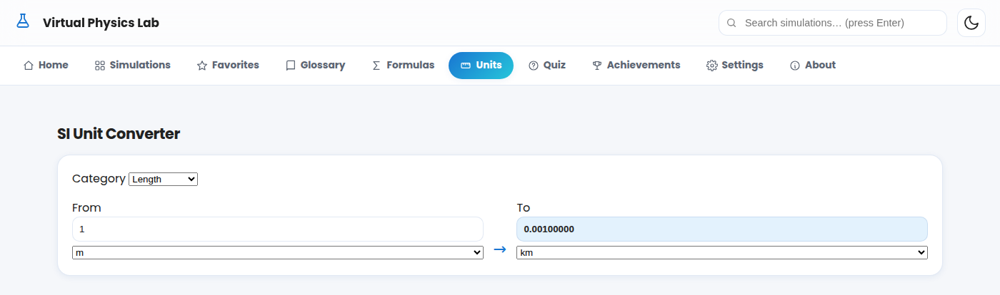 Virtual Physics Lab
Search simulations… (press Enter)
Home Simulations Favorites Glossary Formulas Units Quiz Achievements Settings About
SI Unit Converter
Category Length
From To
1 0.00100000
m → km